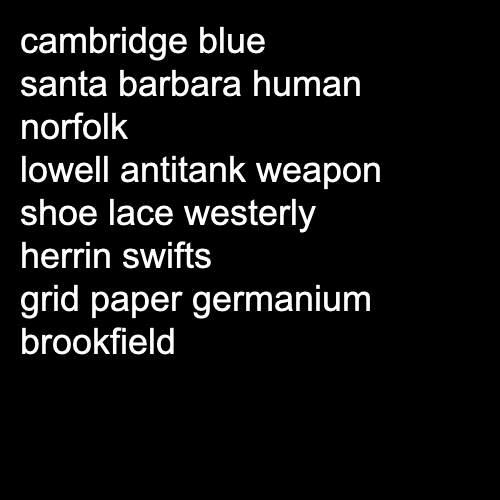 cambridge blue
santa barbara human
norfolk
lowell antitank weapon
shoe lace westerly
herrin swifts
grid paper germanium
brookfield